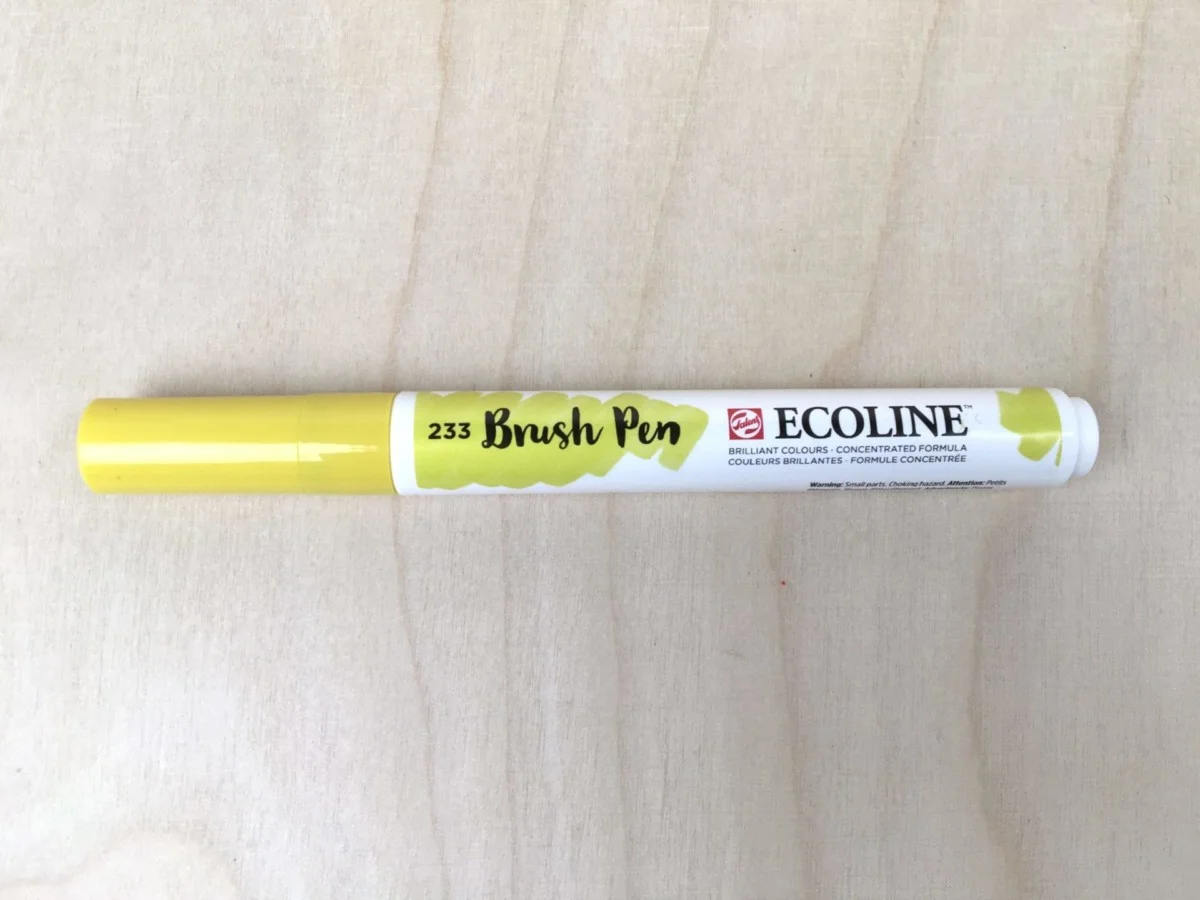 233 Brush Pen
Talens
ECOLINE™
BRILLIANT COLOURS · CONCENTRATED FORMULA
COULEURS BRILLANTES · FORMULE CONCENTRÉE
Warning: Small parts. Choking hazard. Attention: Petits